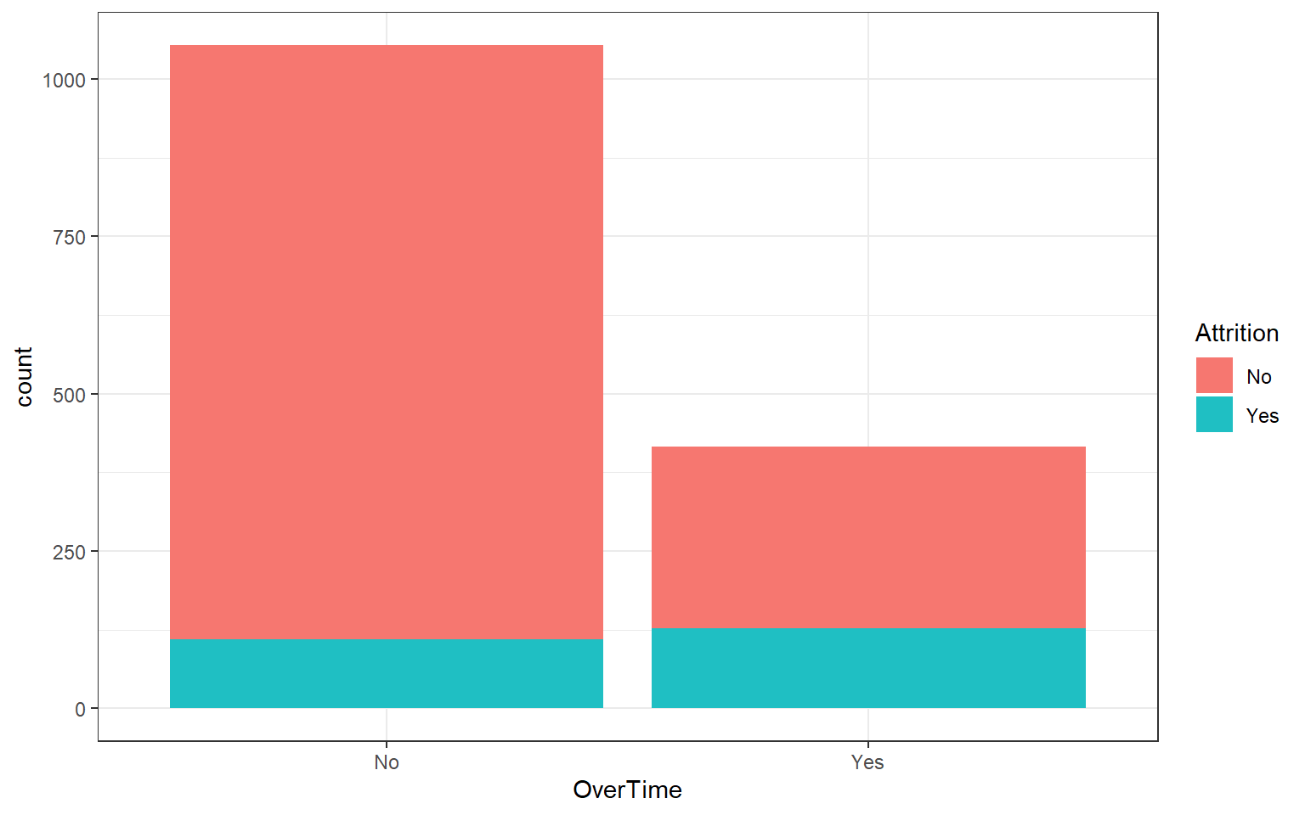 1000
750
500
250
0
count
No
Yes
OverTime
Attrition
No
Yes